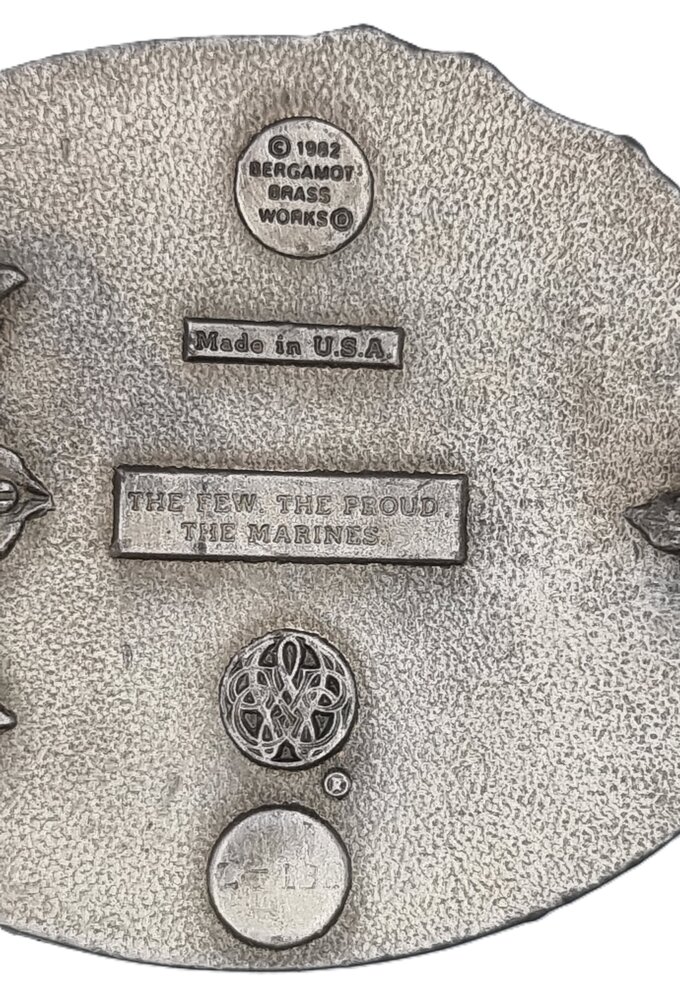 © 1982
BERGAMOT
BRASS
WORKS
Made in U.S.A.
THE FEW. THE PROUD
THE MARINES.
®